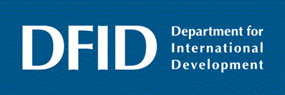 DFID
Department for
International
Development